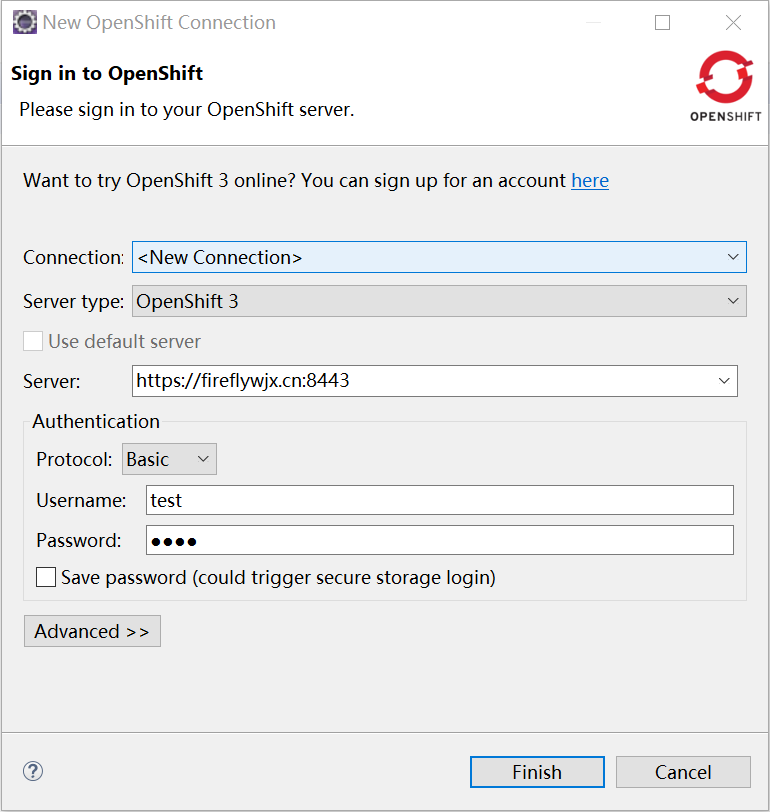 New OpenShift Connection
Sign in to OpenShift
Please sign in to your OpenShift server.
OPENSHIFT
Want to try OpenShift 3 online? You can sign up for an account here
Connection: <New Connection>
Server type: OpenShift 3
Use default server
Server: https://fireflywjx.cn:8443
Authentication
Protocol: Basic
Username: test
Password: ●●●●
Save password (could trigger secure storage login)
Advanced >>
? Finish Cancel